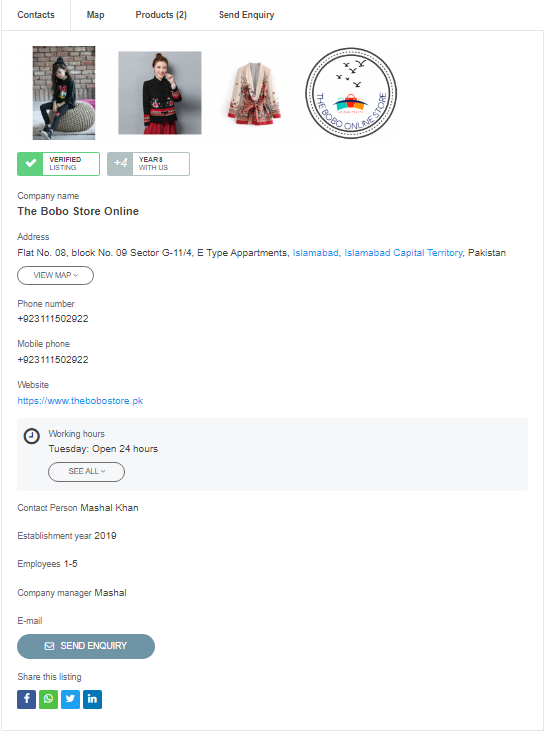 Contacts
Map
Products (2)
Send Enquiry
THE BOBO ONLINE STORE
VERIFIED
LISTING
+4
YEARS
WITH US
Company name
The Bobo Store Online
Address
Flat No. 08, block No. 09 Sector G-11/4, E Type Appartments, Islamabad, Islamabad Capital Territory, Pakistan
VIEW MAP
Phone number
+923111502922
Mobile phone
+923111502922
Website
https://www.thebobostore.pk
Working hours
Tuesday: Open 24 hours
SEE ALL
Contact Person Mashal Khan
Establishment year 2019
Employees 1-5
Company manager Mashal
E-mail
SEND ENQUIRY
Share this listing